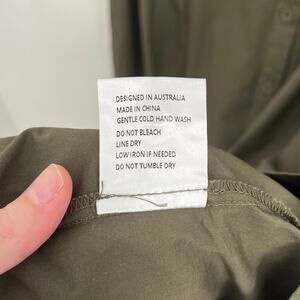 DESIGNED IN AUSTRALIA
MADE IN CHINA
GENTLE COLD HAND WASH
DO NOT BLEACH
LINE DRY
LOW IRON IF NEEDED
DO NOT TUMBLE DRY